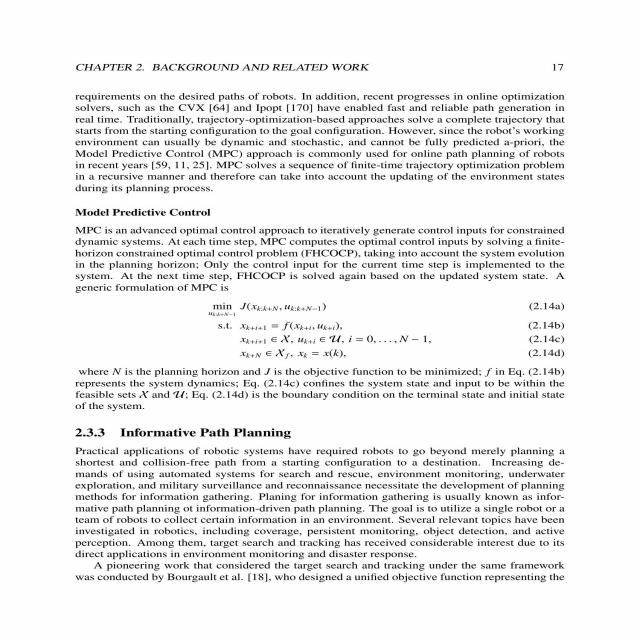 CHAPTER 2. BACKGROUND AND RELATED WORK 17
requirements on the desired paths of robots. In addition, recent progresses in online optimization
solvers, such as the CVX [64] and Ipopt [170] have enabled fast and reliable path generation in
real time. Traditionally, trajectory-optimization-based approaches solve a complete trajectory that
starts from the starting configuration to the goal configuration. However, since the robot's working
environment can usually be dynamic and stochastic, and cannot be fully predicted a-priori, the
Model Predictive Control (MPC) approach is commonly used for online path planning of robots
in recent years [59, 11, 25]. MPC solves a sequence of finite-time trajectory optimization problem
in a recursive manner and therefore can take into account the updating of the environment states
during its planning process.
Model Predictive Control
MPC is an advanced optimal control approach to iteratively generate control inputs for constrained
dynamic systems. At each time step, MPC computes the optimal control inputs by solving a finite-
horizon constrained optimal control problem (FHCOCP), taking into account the system evolution
in the planning horizon; Only the control input for the current time step is implemented to the
system. At the next time step, FHCOCP is solved again based on the updated system state. A
generic formulation of MPC is
min J(x_{k:k+N}, u_{k:k+N−1}) (2.14a)
u_{k:k+N−1}
s.t. x_{k+i+1} = f(x_{k+i}, u_{k+i}), (2.14b)
x_{k+i+1} ∈ X, u_{k+i} ∈ U, i = 0, . . . , N − 1, (2.14c)
x_{k+N} ∈ X_f, x_k = x(k), (2.14d)
where N is the planning horizon and J is the objective function to be minimized; f in Eq. (2.14b)
represents the system dynamics; Eq. (2.14c) confines the system state and input to be within the
feasible sets X and U; Eq. (2.14d) is the boundary condition on the terminal state and initial state
of the system.
2.3.3 Informative Path Planning
Practical applications of robotic systems have required robots to go beyond merely planning a
shortest and collision-free path from a starting configuration to a destination. Increasing de-
mands of using automated systems for search and rescue, environment monitoring, underwater
exploration, and military surveillance and reconnaissance necessitate the development of planning
methods for information gathering. Planing for information gathering is usually known as infor-
mative path planning ot information-driven path planning. The goal is to utilize a single robot or a
team of robots to collect certain information in an environment. Several relevant topics have been
investigated in robotics, including coverage, persistent monitoring, object detection, and active
perception. Among them, target search and tracking has received considerable interest due to its
direct applications in environment monitoring and disaster response.
A pioneering work that considered the target search and tracking under the same framework
was conducted by Bourgault et al. [18], who designed a unified objective function representing the